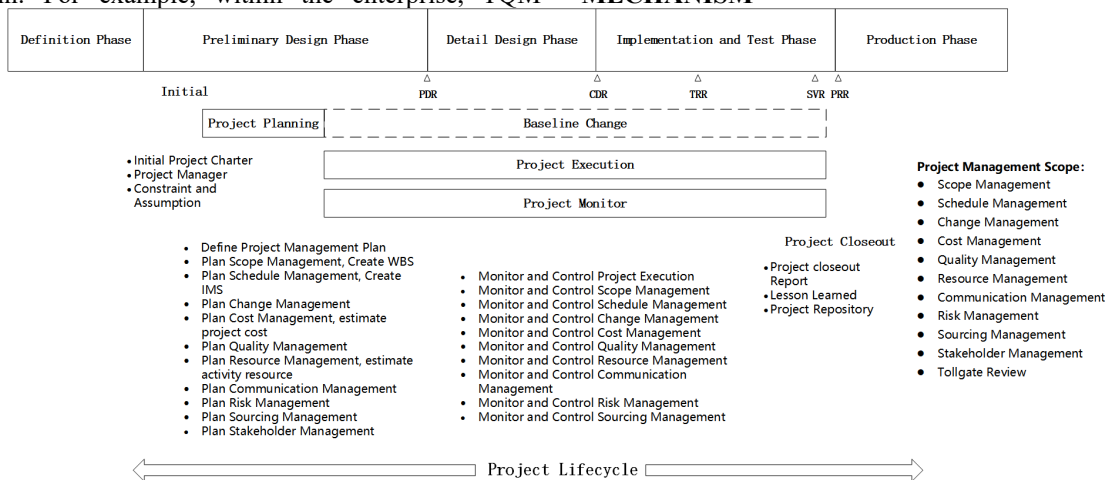 For example, within the enterprise, TQM MECHANISM
Definition Phase
Preliminary Design Phase
Detail Design Phase
Implementation and Test Phase
Production Phase
Initial
PDR
CDR
TRR
SVR PRR
Project Planning
Baseline Change
• Initial Project Charter
• Project Manager
• Constraint and
Assumption
Project Execution
Project Monitor
• Define Project Management Plan
• Plan Scope Management, Create WBS
• Plan Schedule Management, Create
IMS
• Plan Change Management
• Plan Cost Management, estimate
project cost
• Plan Quality Management
• Plan Resource Management, estimate
activity resource
• Plan Communication Management
• Plan Risk Management
• Plan Sourcing Management
• Plan Stakeholder Management
• Monitor and Control Project Execution
• Monitor and Control Scope Management
• Monitor and Control Schedule Management
• Monitor and Control Change Management
• Monitor and Control Cost Management
• Monitor and Control Quality Management
• Monitor and Control Resource Management
• Monitor and Control Communication
Management
• Monitor and Control Risk Management
• Monitor and Control Sourcing Management
Project Closeout
• Project closeout
Report
• Lesson Learned
• Project Repository
Project Management Scope:
● Scope Management
● Schedule Management
● Change Management
● Cost Management
● Quality Management
● Resource Management
● Communication Management
● Risk Management
● Sourcing Management
● Stakeholder Management
● Tollgate Review
Project Lifecycle